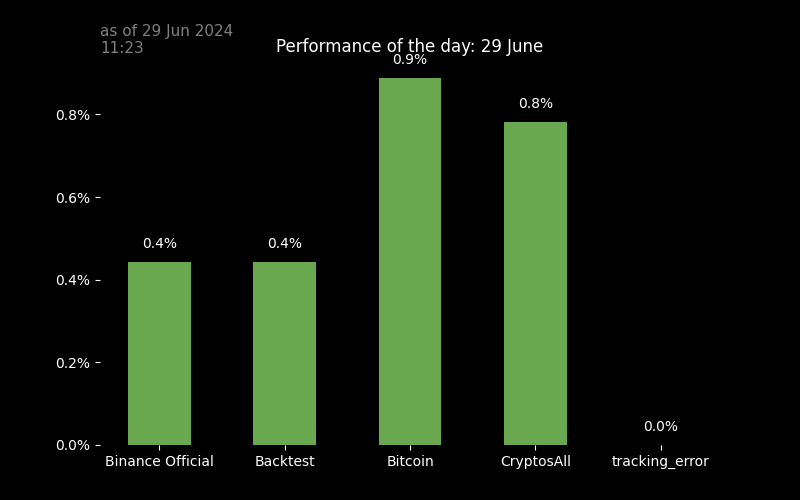 as of 29 Jun 2024
11:23
Performance of the day: 29 June
0.9%
0.8%
0.8%
0.6%
0.4%
0.4%
0.4%
0.2%
0.0%
0.0%
Binance Official
Backtest
Bitcoin
CryptosAll
tracking_error